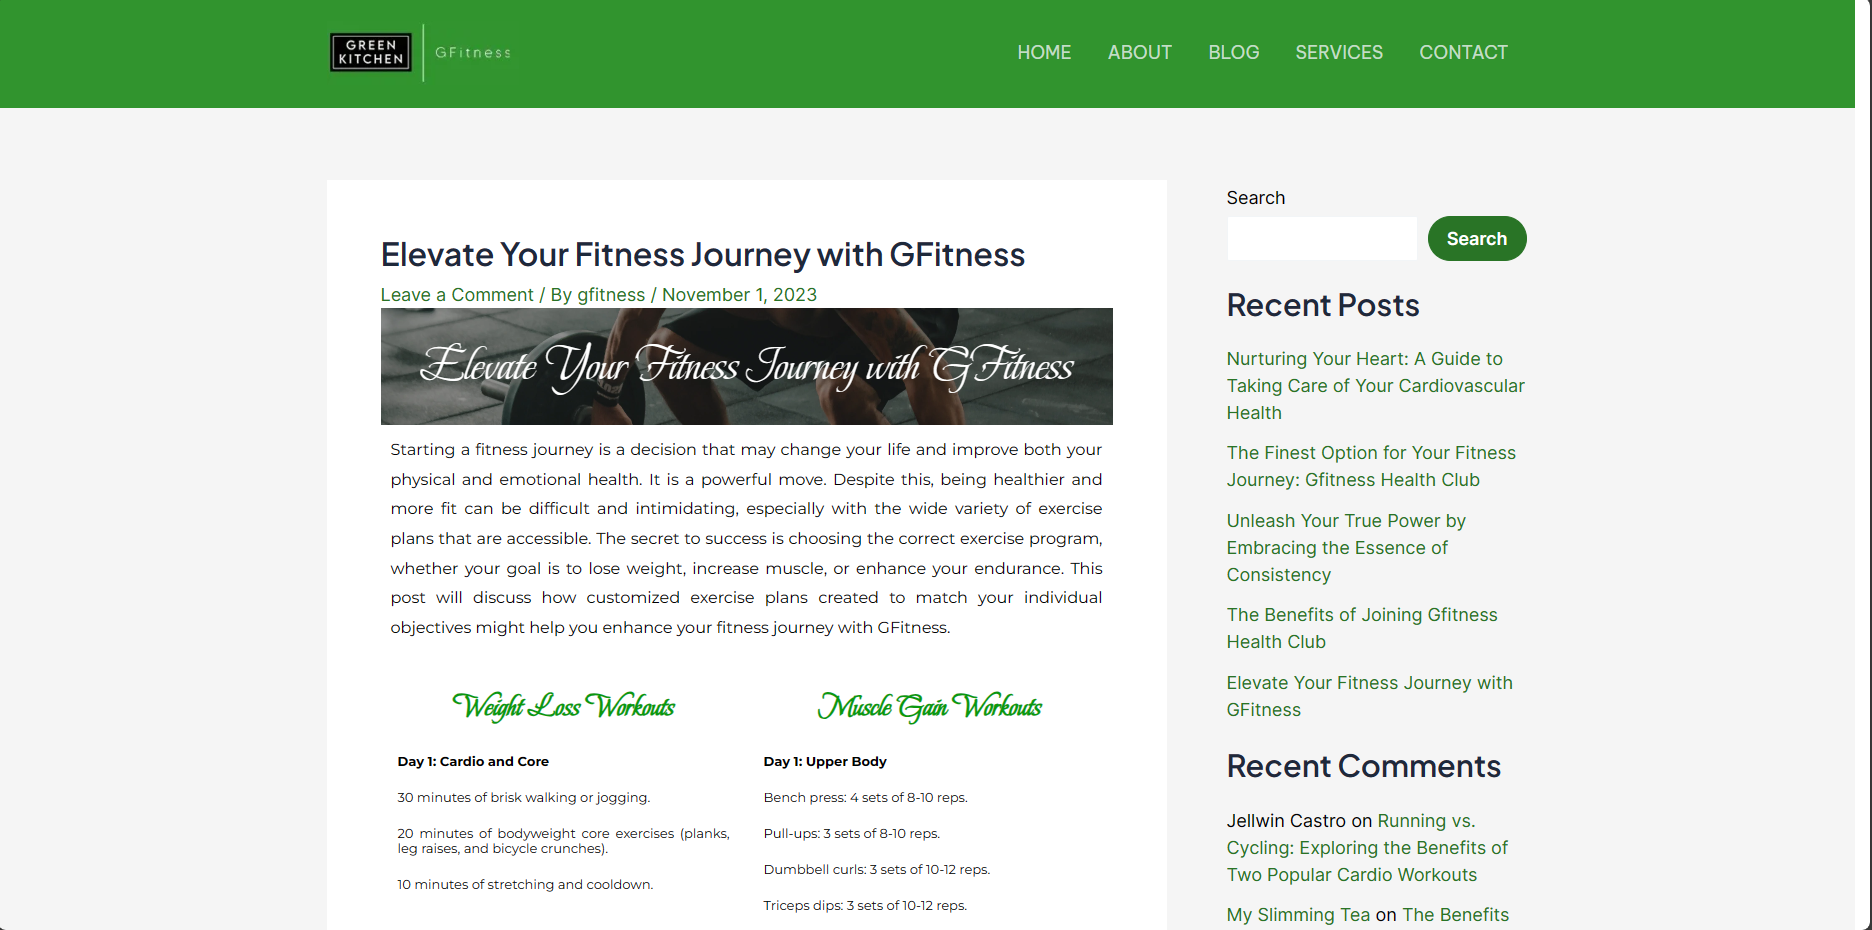 GREEN
KITCHEN
GFitness
HOME ABOUT BLOG SERVICES CONTACT
Elevate Your Fitness Journey with GFitness
Leave a Comment / By gfitness / November 1, 2023
Elevate Your Fitness Journey with GFitness
Starting a fitness journey is a decision that may change your life and improve both your
physical and emotional health. It is a powerful move. Despite this, being healthier and
more fit can be difficult and intimidating, especially with the wide variety of exercise
plans that are accessible. The secret to success is choosing the correct exercise program,
whether your goal is to lose weight, increase muscle, or enhance your endurance. This
post will discuss how customized exercise plans created to match your individual
objectives might help you enhance your fitness journey with GFitness.
Weight Loss Workouts
Day 1: Cardio and Core
30 minutes of brisk walking or jogging.
20 minutes of bodyweight core exercises (planks,
leg raises, and bicycle crunches).
10 minutes of stretching and cooldown.
Muscle Gain Workouts
Day 1: Upper Body
Bench press: 4 sets of 8-10 reps.
Pull-ups: 3 sets of 8-10 reps.
Dumbbell curls: 3 sets of 10-12 reps.
Triceps dips: 3 sets of 10-12 reps.
Search
Search
Recent Posts
Nurturing Your Heart: A Guide to
Taking Care of Your Cardiovascular
Health
The Finest Option for Your Fitness
Journey: Gfitness Health Club
Unleash Your True Power by
Embracing the Essence of
Consistency
The Benefits of Joining Gfitness
Health Club
Elevate Your Fitness Journey with
GFitness
Recent Comments
Jellwin Castro on Running vs.
Cycling: Exploring the Benefits of
Two Popular Cardio Workouts
My Slimming Tea on The Benefits